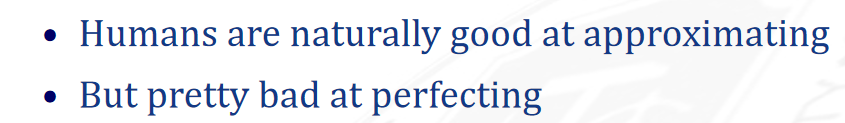 • Humans are naturally good at approximating
• But pretty bad at perfecting